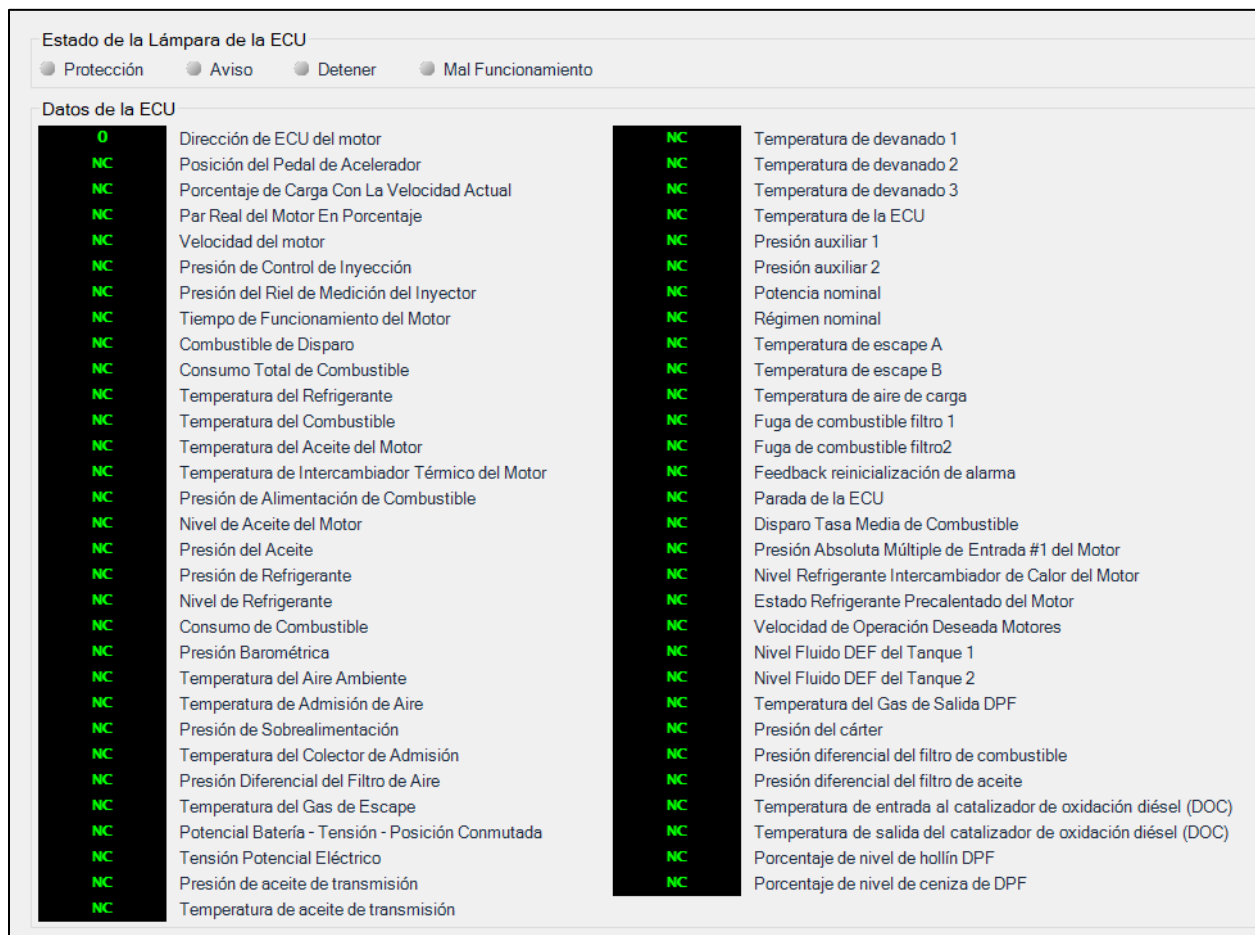 Estado de la Lámpara de la ECU
Protección Aviso Detener Mal Funcionamiento
Datos de la ECU
0 Dirección de ECU del motor
NC Posición del Pedal de Acelerador
NC Porcentaje de Carga Con La Velocidad Actual
NC Par Real del Motor En Porcentaje
NC Velocidad del motor
NC Presión de Control de Inyección
NC Presión del Riel de Medición del Inyector
NC Tiempo de Funcionamiento del Motor
NC Combustible de Disparo
NC Consumo Total de Combustible
NC Temperatura del Refrigerante
NC Temperatura del Combustible
NC Temperatura del Aceite del Motor
NC Temperatura de Intercambiador Térmico del Motor
NC Presión de Alimentación de Combustible
NC Nivel de Aceite del Motor
NC Presión del Aceite
NC Presión de Refrigerante
NC Nivel de Refrigerante
NC Consumo de Combustible
NC Presión Barométrica
NC Temperatura del Aire Ambiente
NC Temperatura de Admisión de Aire
NC Presión de Sobrealimentación
NC Temperatura del Colector de Admisión
NC Presión Diferencial del Filtro de Aire
NC Temperatura del Gas de Escape
NC Potencial Batería - Tensión - Posición Conmutada
NC Tensión Potencial Eléctrico
NC Presión de aceite de transmisión
NC Temperatura de aceite de transmisión
NC Temperatura de devanado 1
NC Temperatura de devanado 2
NC Temperatura de devanado 3
NC Temperatura de la ECU
NC Presión auxiliar 1
NC Presión auxiliar 2
NC Potencia nominal
NC Régimen nominal
NC Temperatura de escape A
NC Temperatura de escape B
NC Temperatura de aire de carga
NC Fuga de combustible filtro 1
NC Fuga de combustible filtro2
NC Feedback reinicialización de alarma
NC Parada de la ECU
NC Disparo Tasa Media de Combustible
NC Presión Absoluta Múltiple de Entrada #1 del Motor
NC Nivel Refrigerante Intercambiador de Calor del Motor
NC Estado Refrigerante Precalentado del Motor
NC Velocidad de Operación Deseada Motores
NC Nivel Fluido DEF del Tanque 1
NC Nivel Fluido DEF del Tanque 2
NC Temperatura del Gas de Salida DPF
NC Presión del cárter
NC Presión diferencial del filtro de combustible
NC Presión diferencial del filtro de aceite
NC Temperatura de entrada al catalizador de oxidación diésel (DOC)
NC Temperatura de salida del catalizador de oxidación diésel (DOC)
NC Porcentaje de nivel de hollín DPF
NC Porcentaje de nivel de ceniza de DPF